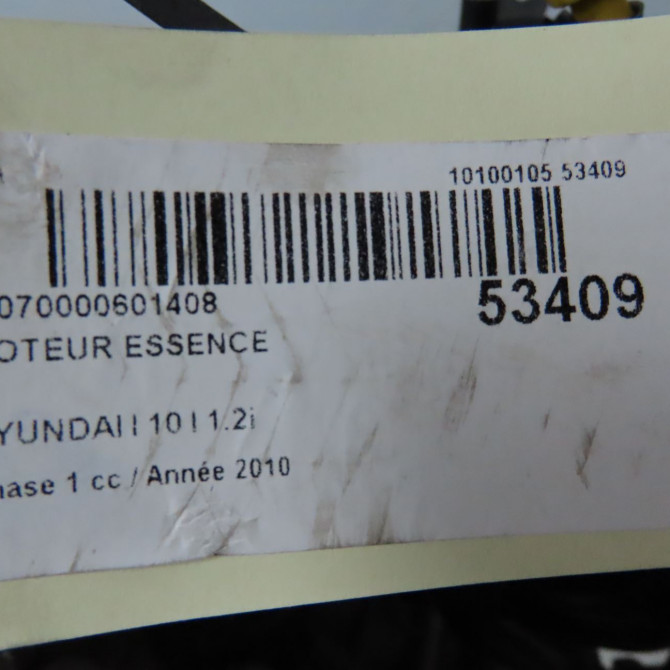 10100105 53409
070000601408
53409
OTEUR ESSENCE
YUNDAI I 10 I 1.2i
hase 1 cc / Année 2010